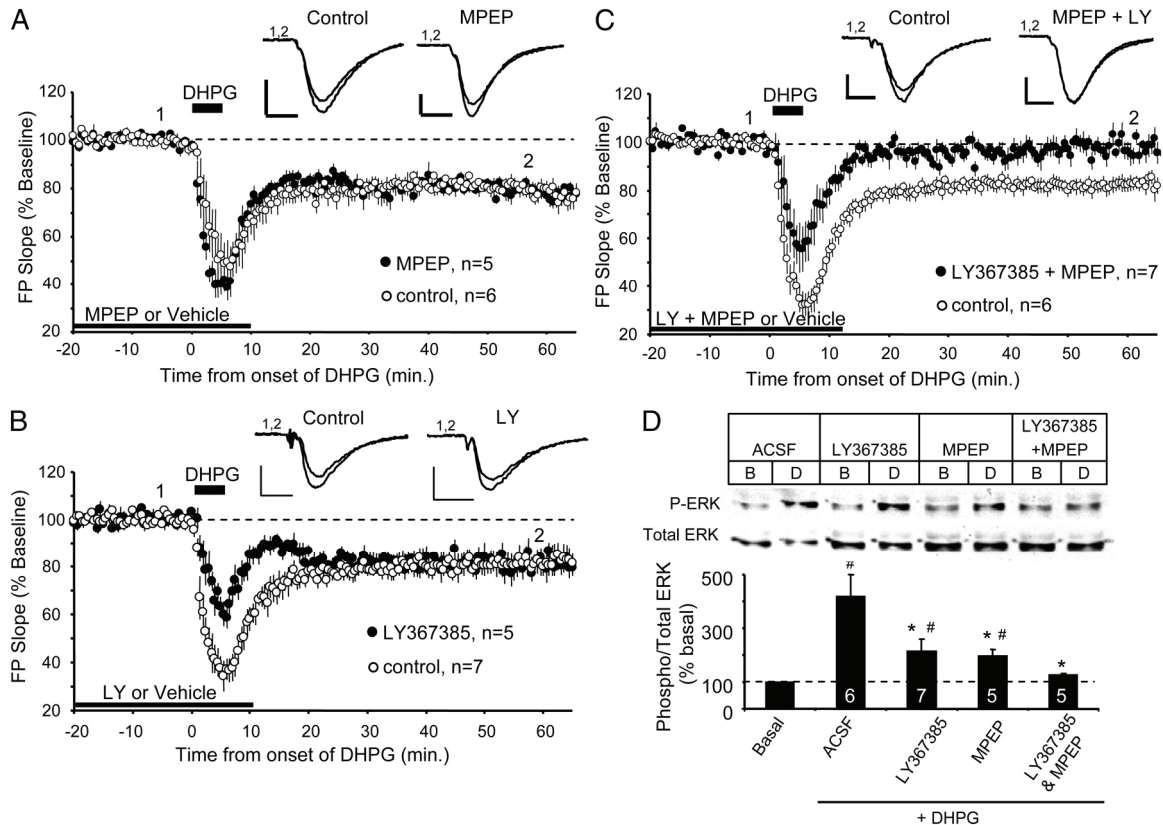 A
Control
MPEP
1,2
DHPG
1
2
120
100
80
60
40
20
FP Slope (% Baseline)
MPEP, n=5
control, n=6
MPEP or Vehicle
-20 -10 0 10 20 30 40 50 60
Time from onset of DHPG (min.)
B
Control
LY
1,2
DHPG
1
2
120
100
80
60
40
20
FP Slope (% Baseline)
LY367385, n=5
control, n=7
LY or Vehicle
-20 -10 0 10 20 30 40 50 60
Time from onset of DHPG (min.)
C
Control
MPEP + LY
1,2
1,2
DHPG
1
2
120
100
80
60
40
20
FP Slope (% Baseline)
LY367385 + MPEP, n=7
control, n=6
LY + MPEP or Vehicle
-20 -10 0 10 20 30 40 50 60
Time from onset of DHPG (min.)
D
ACSF LY367385 MPEP LY367385
+MPEP
B D B D B D B D
P-ERK
Total ERK
500
300
100
0
Phospho/Total ERK
(% basal)
#
* #
* #
*
6 7 5 5
Basal
ACSF
LY367385
MPEP
LY367385
& MPEP
+ DHPG